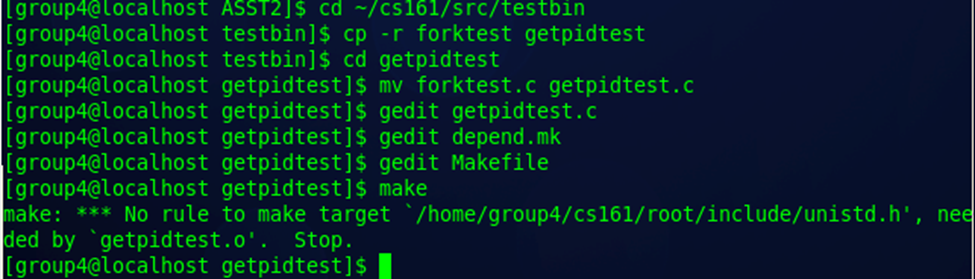 [group4@localhost ASST2]$ cd ~/cs161/src/testbin
[group4@localhost testbin]$ cp -r forktest getpidtest
[group4@localhost testbin]$ cd getpidtest
[group4@localhost getpidtest]$ mv forktest.c getpidtest.c
[group4@localhost getpidtest]$ gedit getpidtest.c
[group4@localhost getpidtest]$ gedit depend.mk
[group4@localhost getpidtest]$ gedit Makefile
[group4@localhost getpidtest]$ make
make: *** No rule to make target `/home/group4/cs161/root/include/unistd.h', nee
ded by `getpidtest.o'.  Stop.
[group4@localhost getpidtest]$